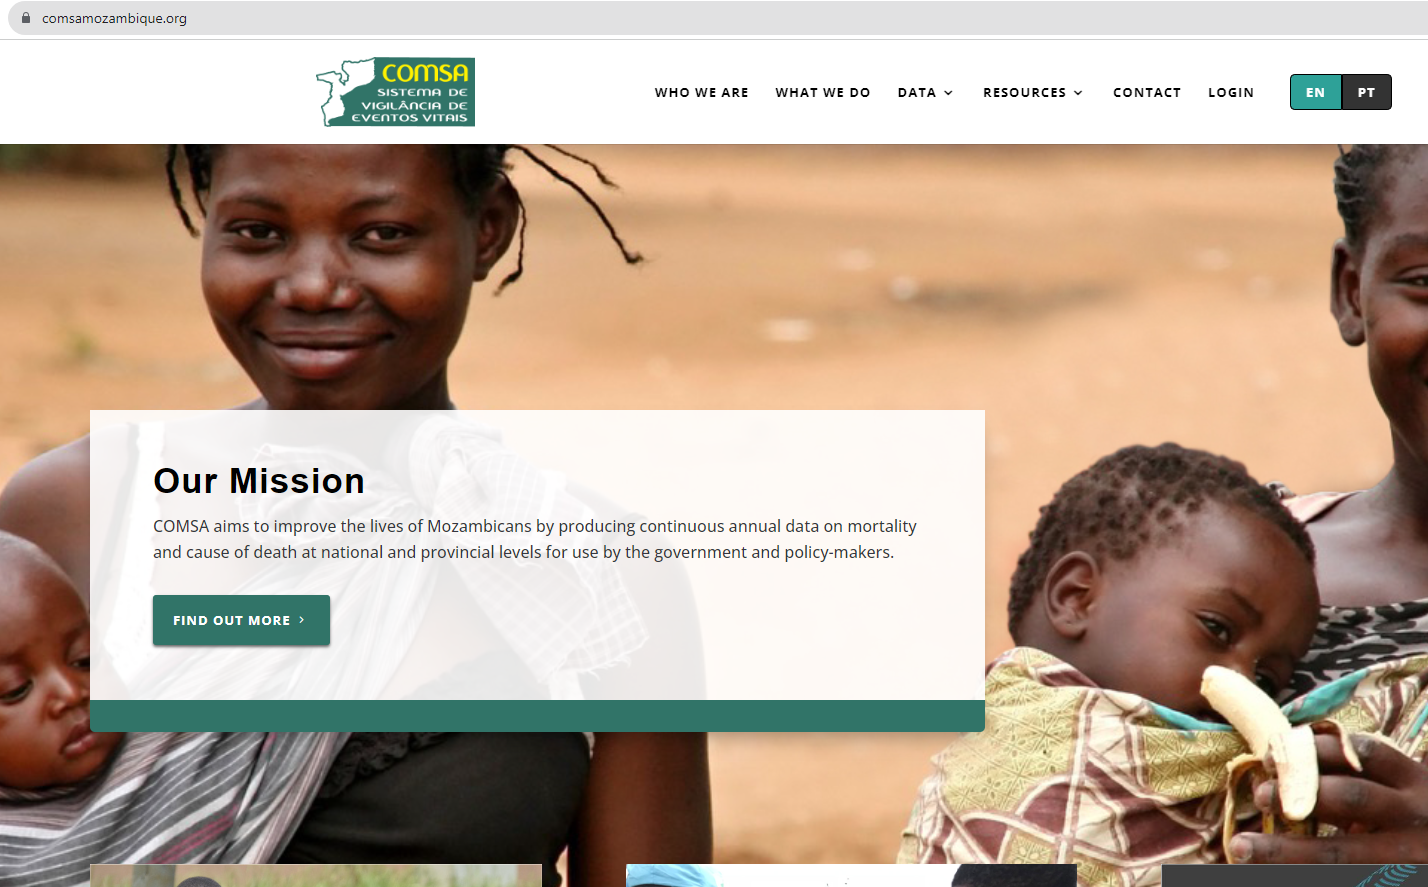 comsamozambique.org
COMSA
SISTEMA DE
VIGILÂNCIA DE
EVENTOS VITAIS
WHO WE ARE
WHAT WE DO
DATA
RESOURCES
CONTACT
LOGIN
EN
PT
Our Mission
COMSA aims to improve the lives of Mozambicans by producing continuous annual data on mortality
and cause of death at national and provincial levels for use by the government and policy-makers.
FIND OUT MORE